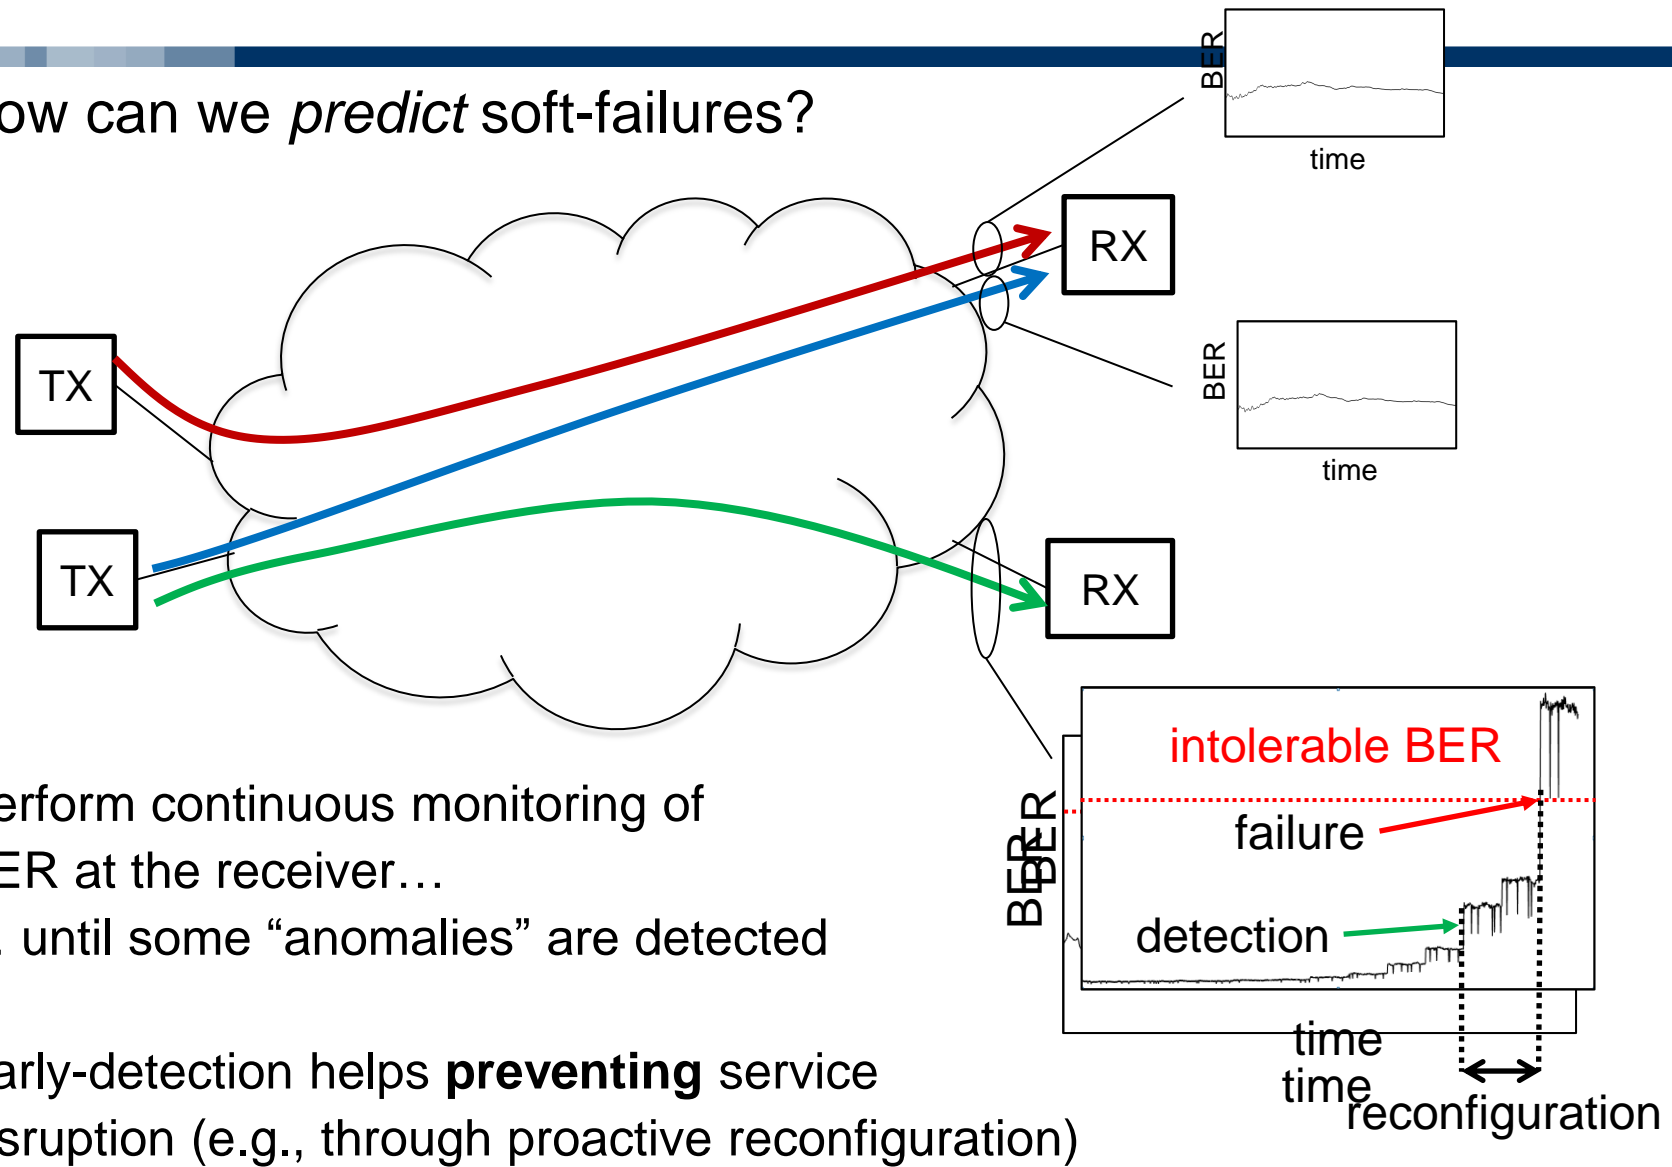 ow can we predict soft-failures?
BER
time
TX
RX
BER
time
TX
RX
erform continuous monitoring of
ER at the receiver…
. until some “anomalies” are detected
arly-detection helps preventing service
sruption (e.g., through proactive reconfiguration)
intolerable BER
failure
detection
BER
BER
time
time
reconfiguration